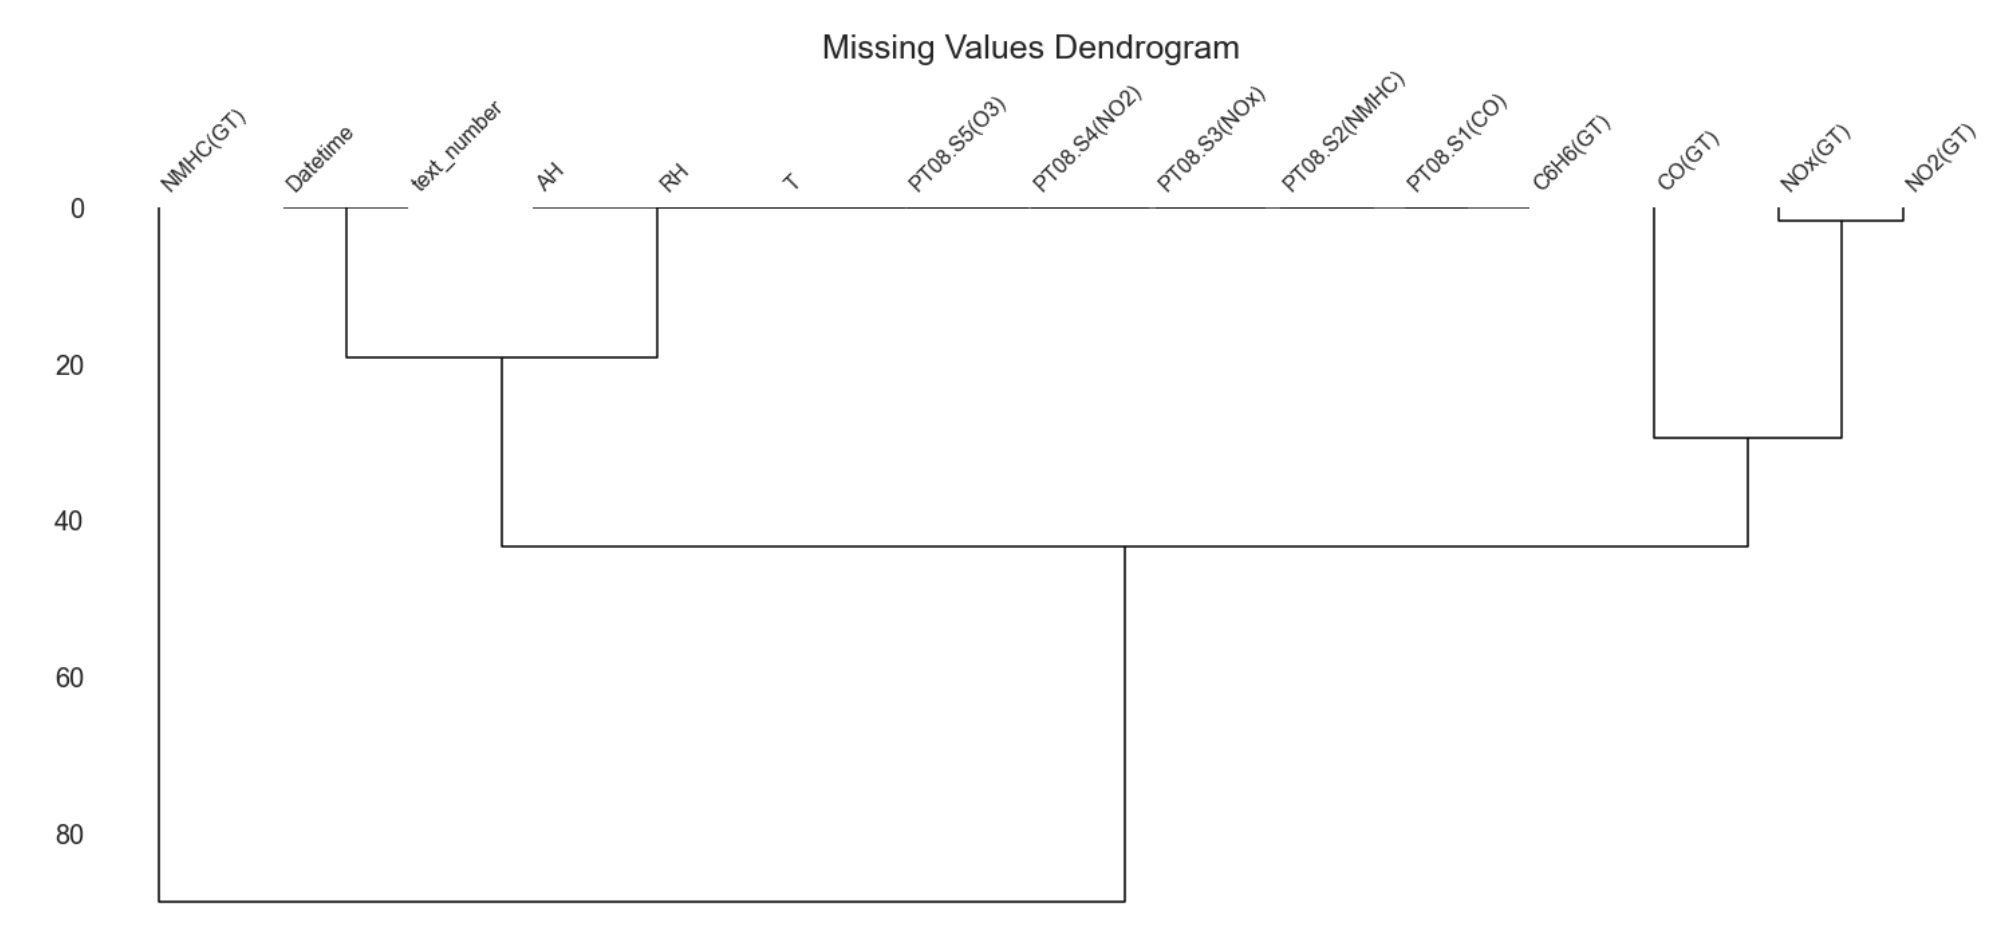 Missing Values Dendrogram
NMHC(GT)
Datetime
text_number
AH
RH
T
PT08.S5(O3)
PT08.S4(NO2)
PT08.S3(NOx)
PT08.S2(NMHC)
PT08.S1(CO)
C6H6(GT)
CO(GT)
NOx(GT)
NO2(GT)
0
20
40
60
80